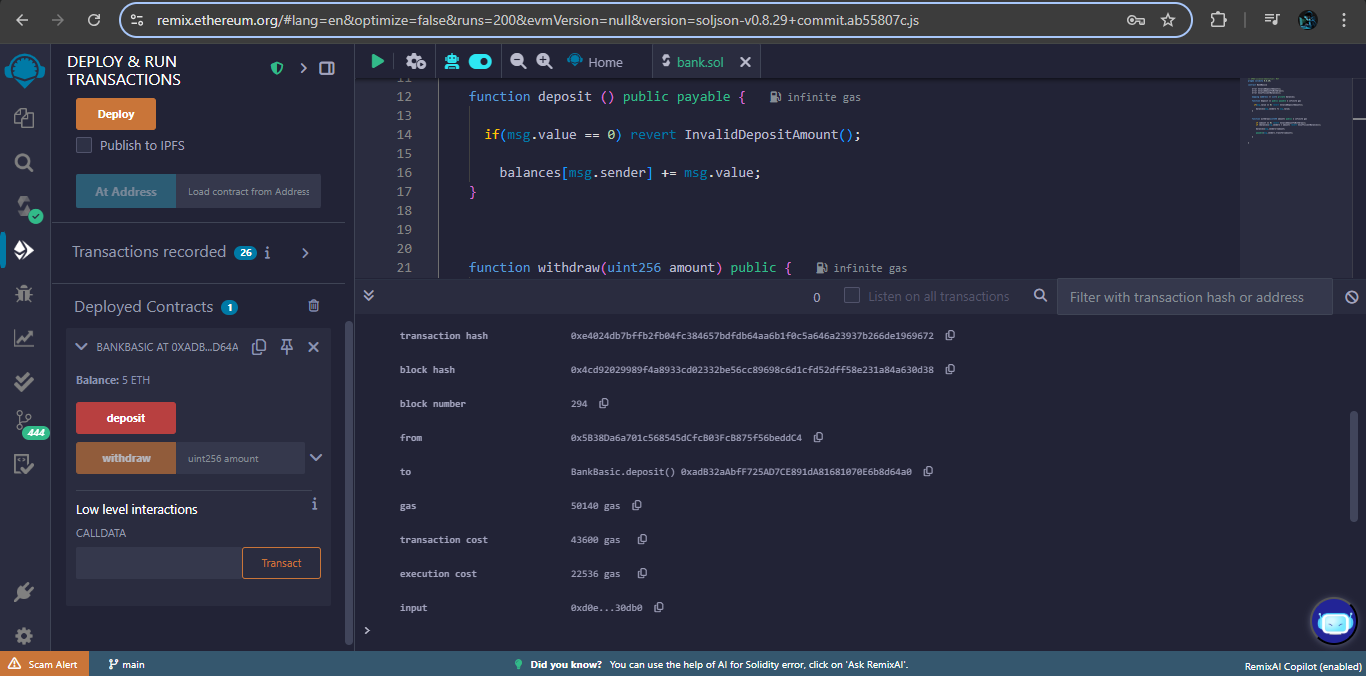 remix.ethereum.org/#lang=en&optimize=false&runs=200&evmVersion=null&version=soljson-v0.8.29+commit.ab55807c.js
DEPLOY & RUN
TRANSACTIONS
Deploy
Publish to IPFS
At Address
Load contract from Address
Transactions recorded 26 i
Deployed Contracts 1
BANKBASIC AT 0XADB...D64A
Balance: 5 ETH
deposit
withdraw
uint256 amount
Low level interactions
i
CALLDATA
Transact
444
Home
bank.sol
11
12 function deposit () public payable { infinite gas
13
14 if(msg.value == 0) revert InvalidDepositAmount();
15
16 balances[msg.sender] += msg.value;
17 }
18
19
20
21 function withdraw(uint256 amount) public { infinite gas
0
Listen on all transactions
Filter with transaction hash or address
transaction hash 0xe4024db7bffb2fb04fc384657bdfdb64aa6b1f0c5a646a23937b266de1969672
block hash 0x4cd92029989f4a8933cd02332be56cc89698c6d1cfd52dff58e231a84a630d38
block number 294
from 0x5B38Da6a701c568545dCfcB03FcB875f56beddC4
to BankBasic.deposit() 0xadB32aAbfF725AD7CE891dA81681070E6b8d64a0
gas 50140 gas
transaction cost 43600 gas
execution cost 22536 gas
input 0xd0e...30db0
>
Scam Alert
main
Did you know? You can use the help of AI for Solidity error, click on 'Ask RemixAI'.
RemixAI Copilot (enabled)